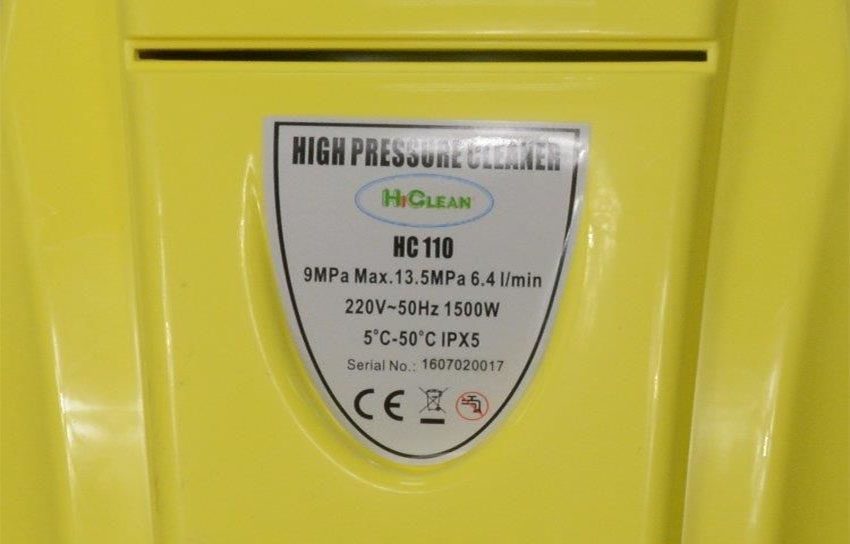 HIGH PRESSURE CLEANER
HiCLEAN
HC 110
9MPa Max.13.5MPa 6.4 l/min
220V~50Hz 1500W
5°C-50°C IPX5
Serial No.: 1607020017
CE